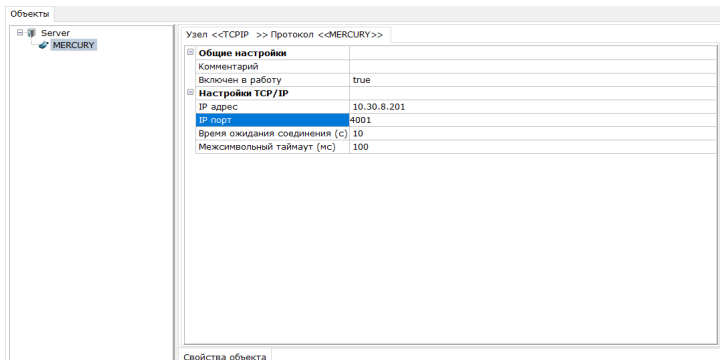 Объекты
Server
MERCURY
Узел <<TCPIP >> Протокол <<MERCURY>>
Общие настройки
Комментарий
Включен в работу true
Настройки TCP/IP
IP адрес 10.30.8.201
IP порт 4001
Время ожидания соединения (с) 10
Межсимвольный таймаут (мс) 100
Свойства объекта